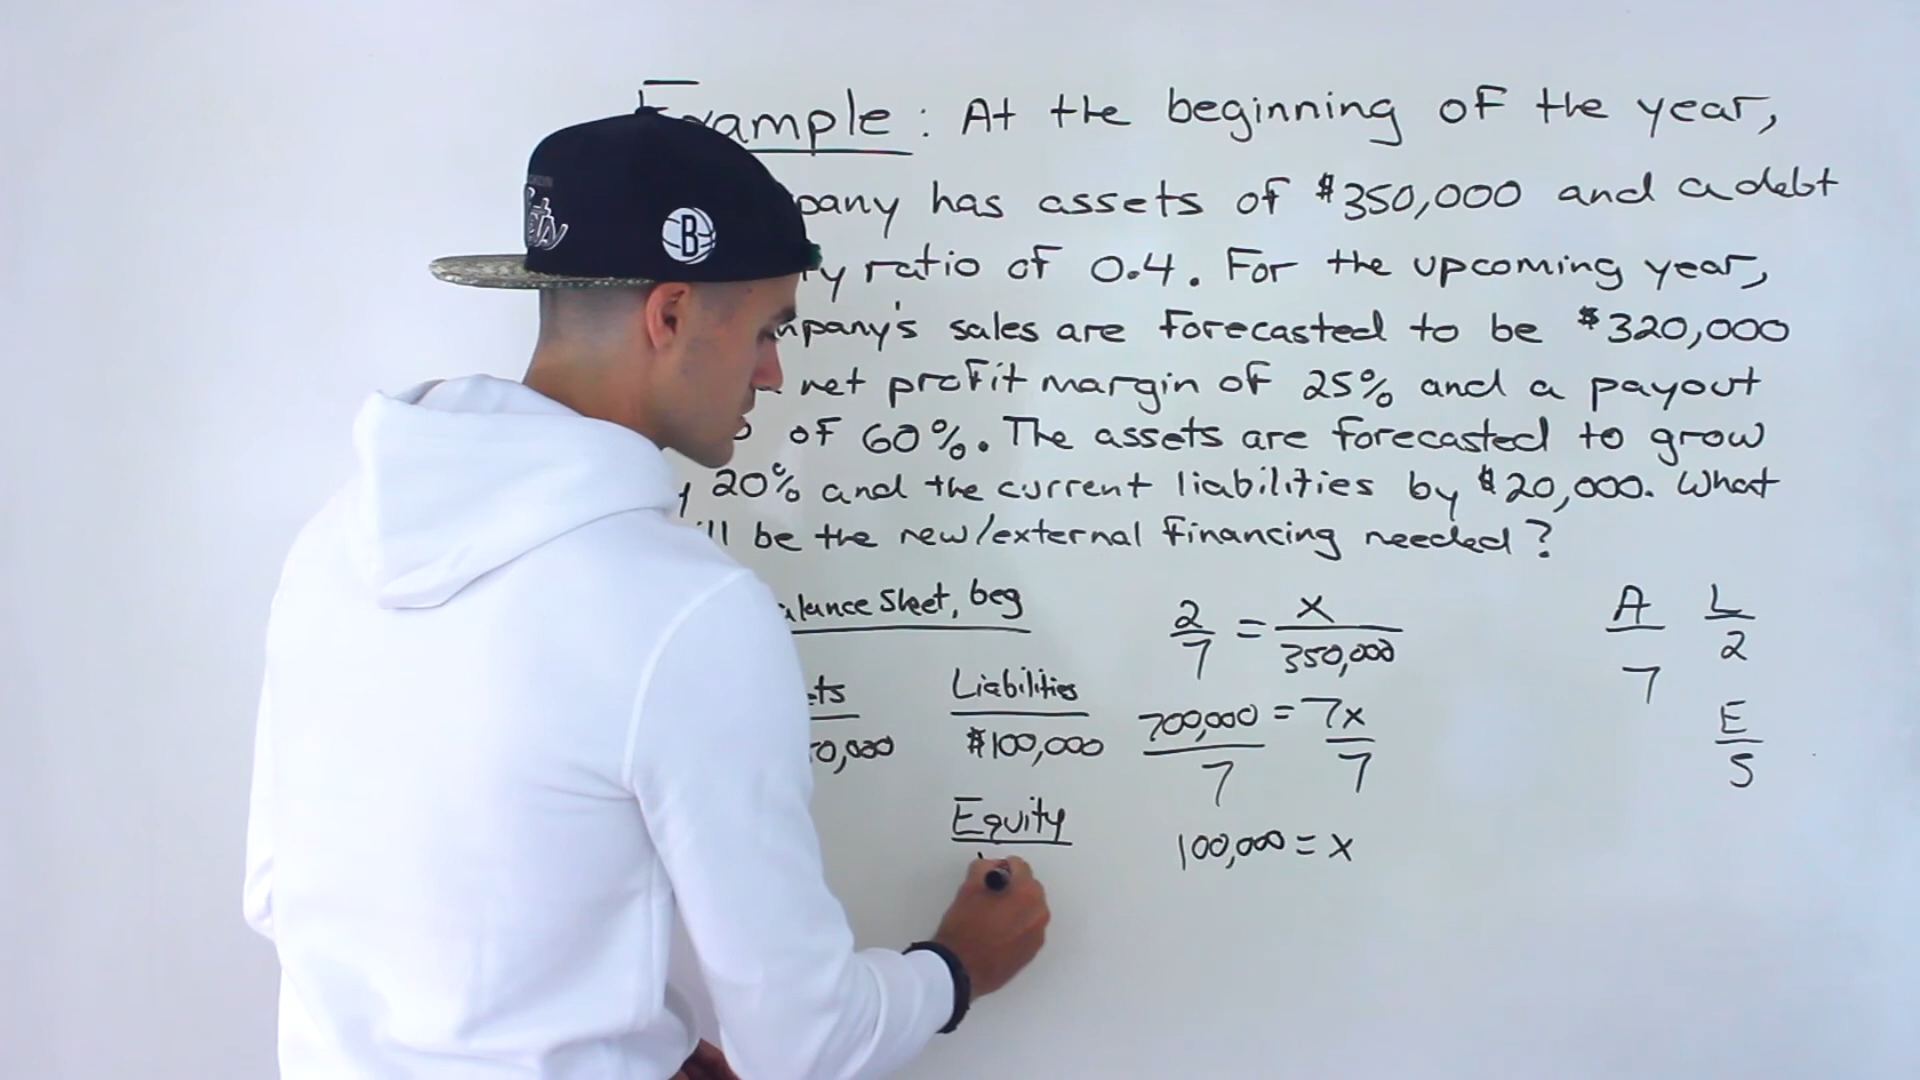 Example: At the beginning of the year,
pany has assets of $350,000 and a debt
ty ratio of 0.4. For the upcoming year,
mpany's sales are forecasted to be $320,000
net profit margin of 25% and a payout
of 60%. The assets are forecasted to grow
y 20% and the current liabilities by $20,000. What
ll be the new/external financing needed?
alance Sheet, beg
ts
0,000
Liabilities
$100,000
Equity
2/7 = x/350,000
700,000/7 = 7x/7
100,000 = x
A L
7 2
E
5
B